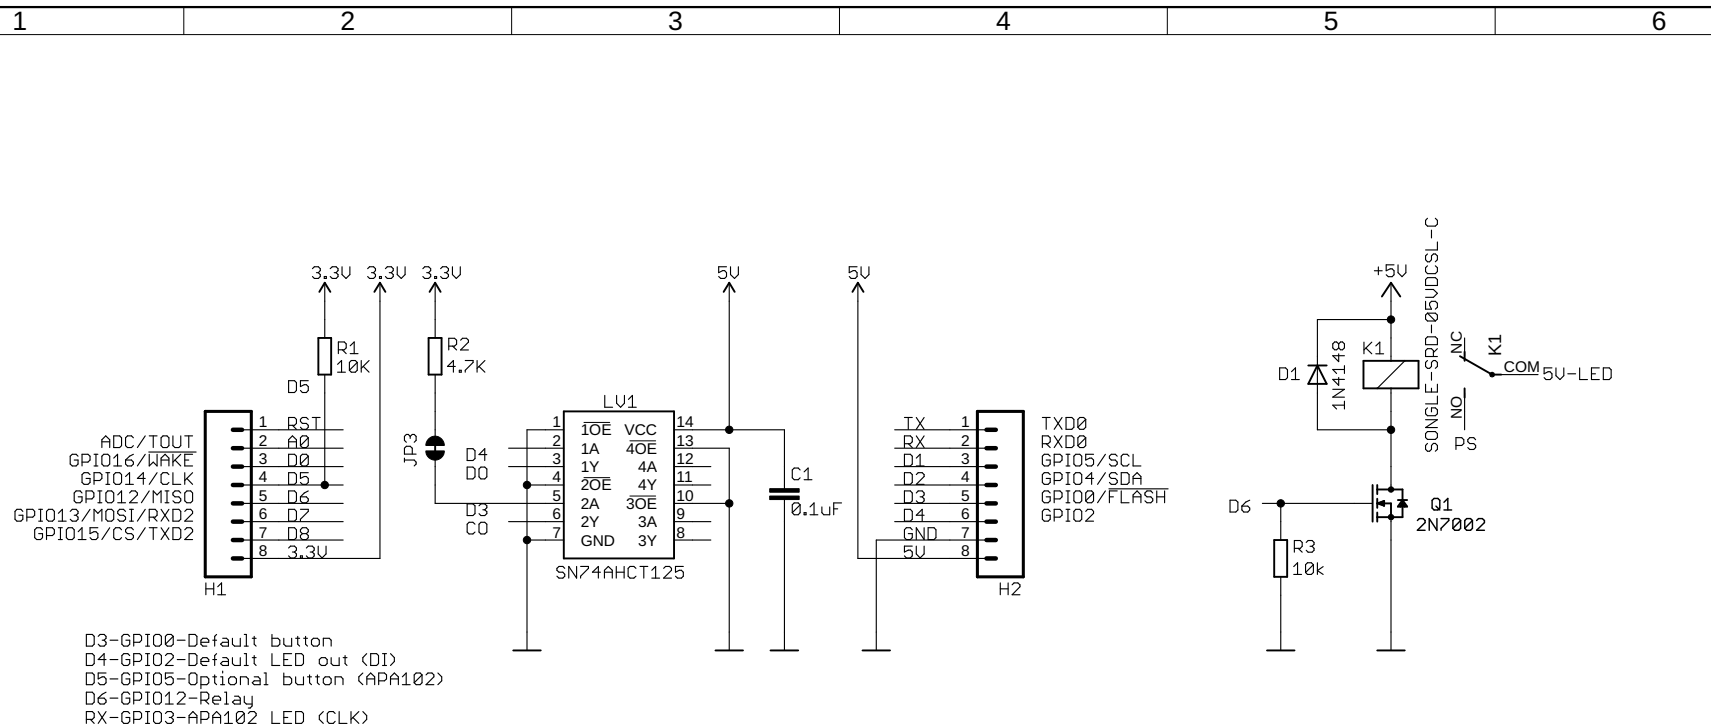 1 2 3 4 5 6
3.3V 3.3V 3.3V 5V 5V +5V
SONGLE-SRD-05VDCSL-C
R1
10K
D5
R2
4.7K
JP3
H1
1 RST
ADC/TOUT 2 A0
GPIO16/WAKE 3 D0
GPIO14/CLK 4 D5
GPIO12/MISO 5 D6
GPIO13/MOSI/RXD2 6 D7
GPIO15/CS/TXD2 7 D8
8 3.3V
LV1
1 1OE VCC 14
2 1A 4OE 13
3 1Y 4A 12
4 2OE 4Y 11
5 2A 3OE 10
6 2Y 3A 9
7 GND 3Y 8
SN74AHCT125
D4
DO
D3
CO
C1
0.1uF
TX 1 TXD0
RX 2 RXD0
D1 3 GPIO5/SCL
D2 4 GPIO4/SDA
D3 5 GPIO0/FLASH
D4 6 GPIO2
GND 7
5V 8
H2
D1
1N4148
K1
NC
K1
COM
5V-LED
NO
PS
D6
Q1
2N7002
R3
10k
D3-GPIO0-Default button
D4-GPIO2-Default LED out (DI)
D5-GPIO5-Optional button (APA102)
D6-GPIO12-Relay
RX-GPIO3-APA102 LED (CLK)